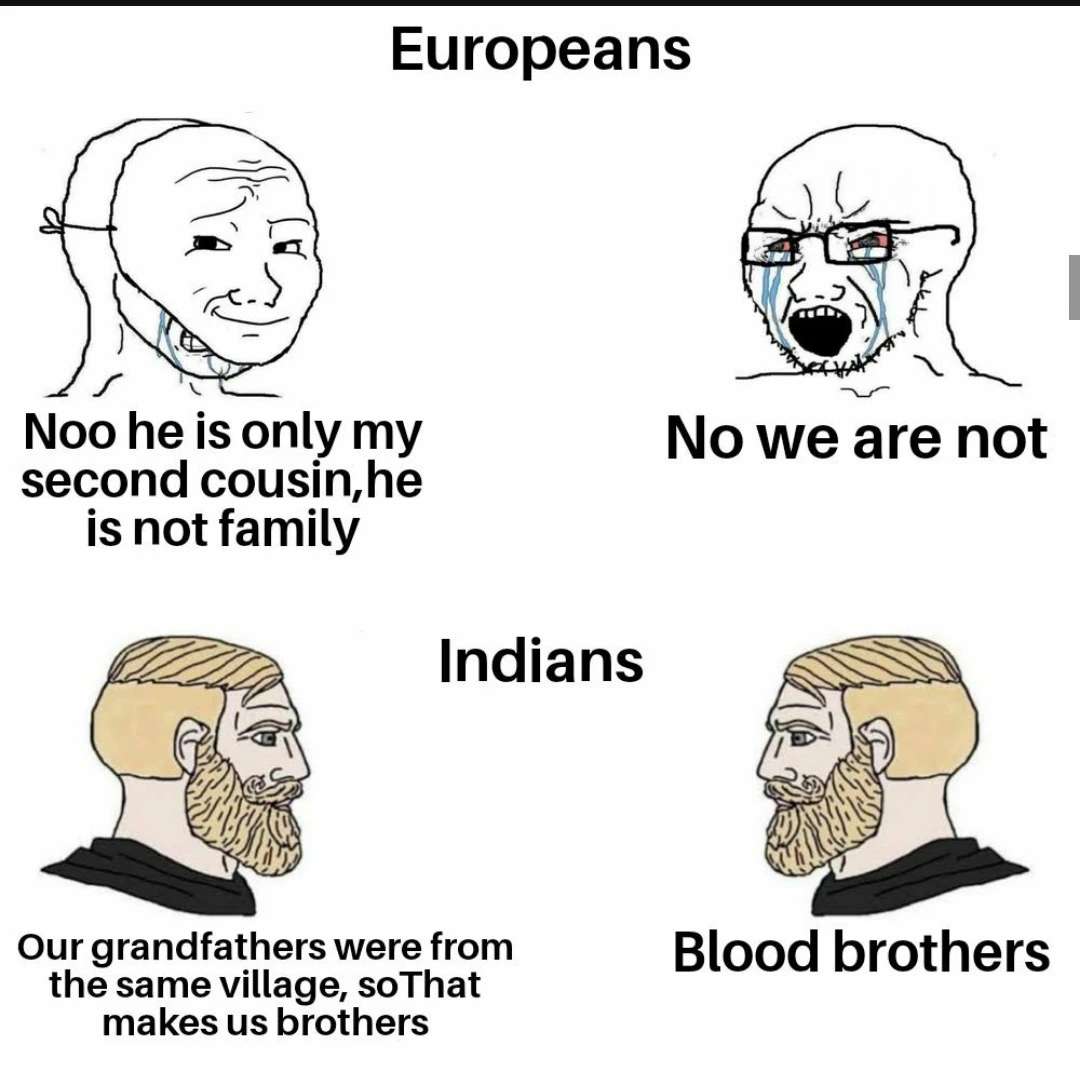 Europeans
Noo he is only my
second cousin,he
is not family
No we are not
Indians
Our grandfathers were from
the same village, soThat
makes us brothers
Blood brothers